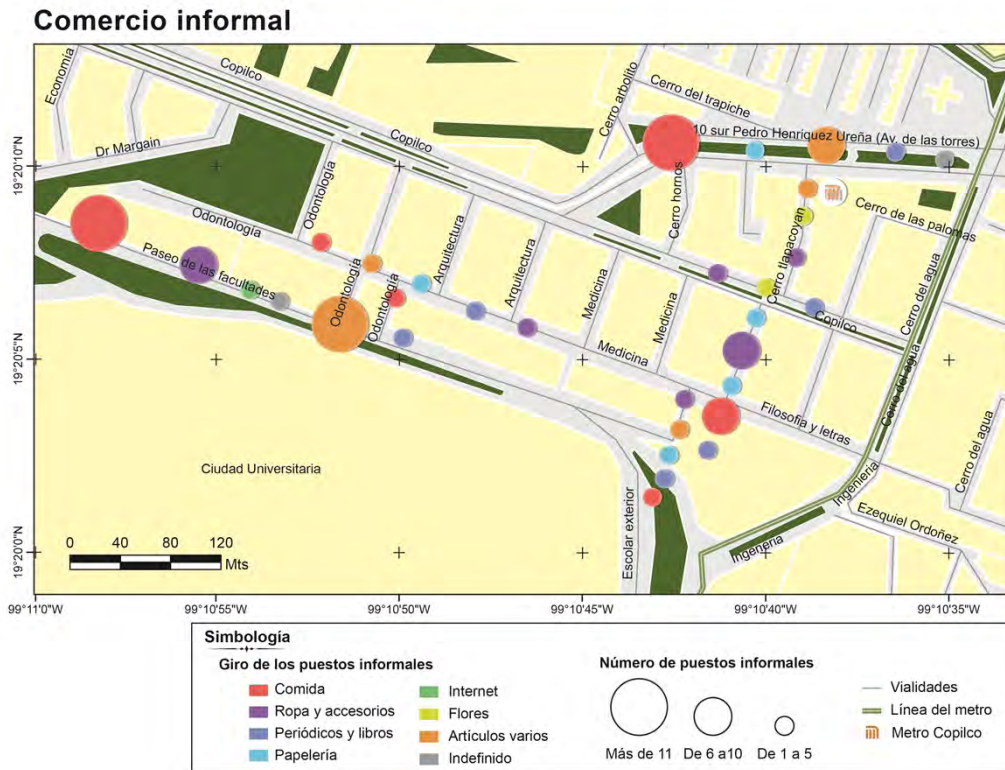 Comercio informal
Economía
Copilco
Copilco
Dr Margain
Cerro arbolito
Cerro del trapiche
10 sur Pedro Henriquez Ureña (Av. de las torres)
19°20'10"N
Odontología
Odontología
Cerro hornos
Cerro tlapacoyan
Cerro de las palomas
Paseo de las facultades
Odontología
Odontología
Arquitectura
Arquitectura
Medicina
Medicina
Copilco
Cerro del agua
Cerro del agua
19°20'5"N
Medicina
Filosofia y letras
Cerro del agua
Ciudad Universitaria
Ingenieria
Ezequiel Ordoñez
Escolar exterior
Ingeneria
19°20'0"N
0 40 80 120
Mts
99°11'0"W 99°10'55"W 99°10'50"W 99°10'45"W 99°10'40"W 99°10'35"W
Simbología
Giro de los puestos informales
Comida
Ropa y accesorios
Periódicos y libros
Papelería
Internet
Flores
Artículos varios
Indefinido
Número de puestos informales
Más de 11 De 6 a10 De 1 a 5
Vialidades
Línea del metro
Metro Copilco